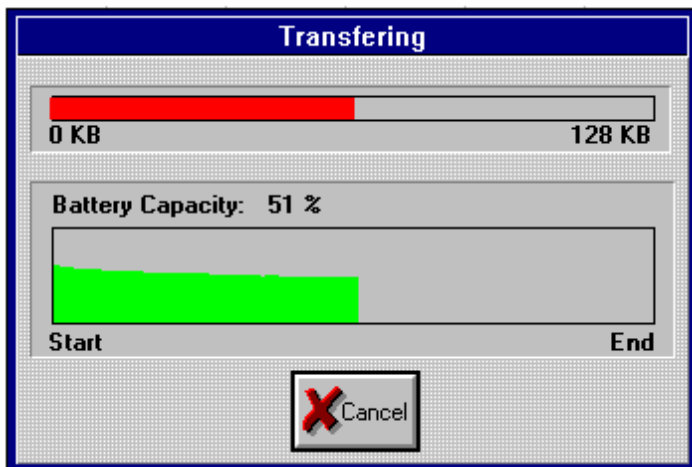 Transfering
0 KB 128 KB
Battery Capacity: 51 %
Start End
Cancel